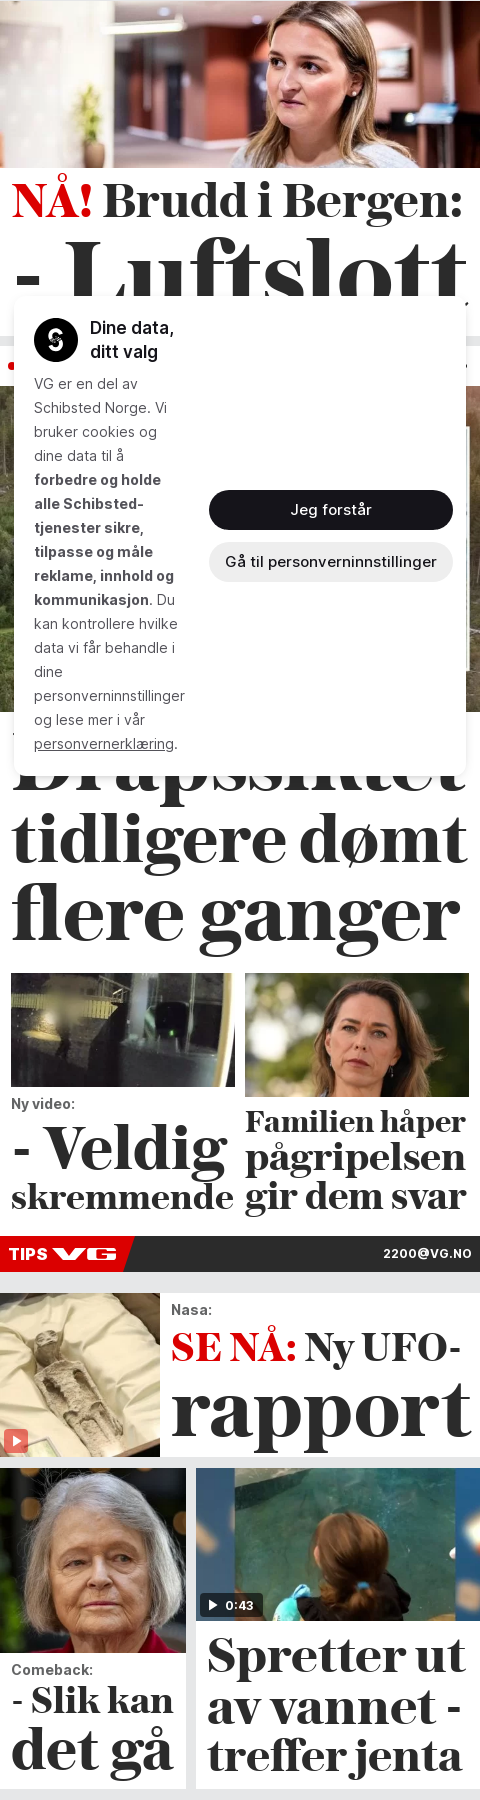 NÅ! Brudd i Bergen:
- Luftslott
Dine data,
ditt valg
VG er en del av
Schibsted Norge. Vi
bruker cookies og
dine data til å
forbedre og holde
alle Schibsted-
tjenester sikre,
tilpasse og måle
reklame, innhold og
kommunikasjon. Du
kan kontrollere hvilke
data vi får behandle i
dine
personverninnstillinger
og lese mer i vår
personvernerklæring.
Jeg forstår
Gå til personverninnstillinger
Drapssiktet
tidligere dømt
flere ganger
Ny video:
- Veldig
skremmende
Familien håper
pågripelsen
gir dem svar
TIPS VG
2200@VG.NO
Nasa:
SE NÅ: Ny UFO-
rapport
Comeback:
- Slik kan
det gå
0:43
Spretter ut
av vannet -
treffer jenta